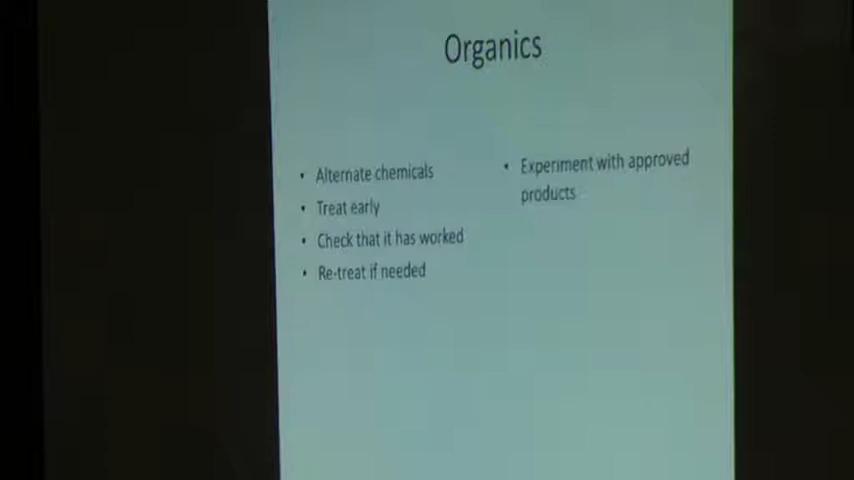 Organics
• Alternate chemicals
• Treat early
• Check that it has worked
• Re-treat if needed
• Experiment with approved
products